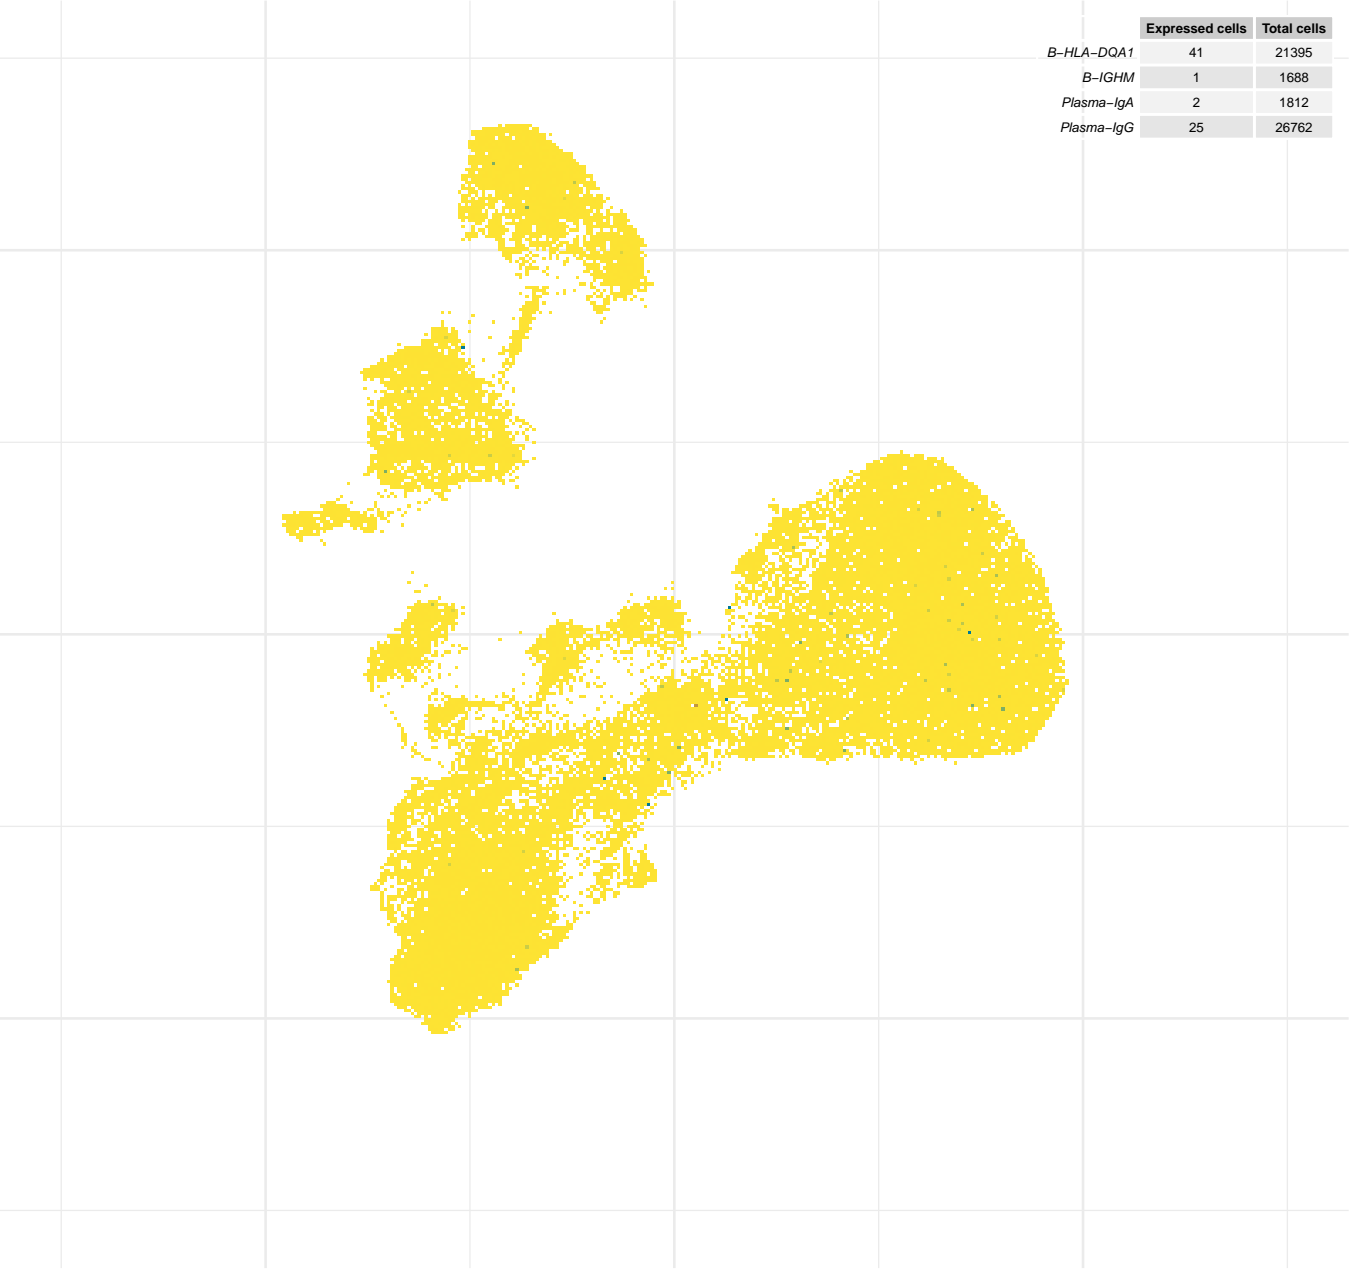 Expressed cells Total cells
B−HLA−DQA1 41 21395
B−IGHM 1 1688
Plasma−IgA 2 1812
Plasma−IgG 25 26762